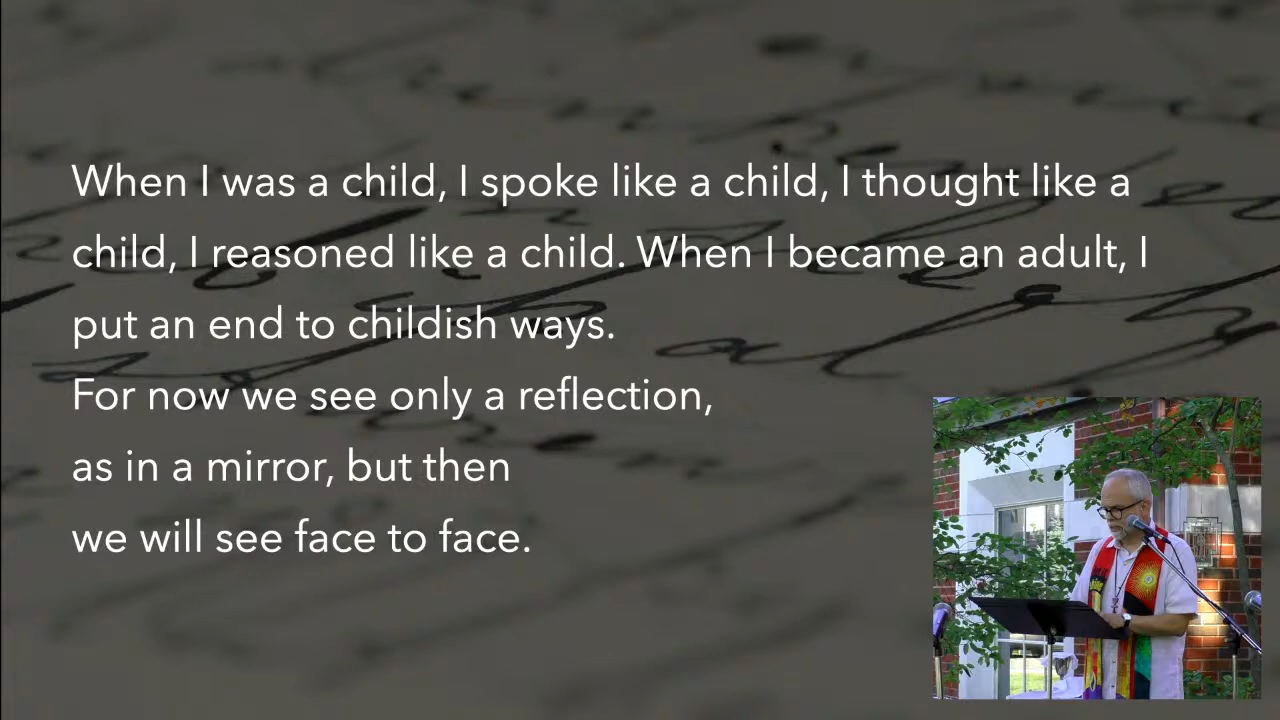 When I was a child, I spoke like a child, I thought like a
child, I reasoned like a child. When I became an adult, I
put an end to childish ways.
For now we see only a reflection,
as in a mirror, but then
we will see face to face.